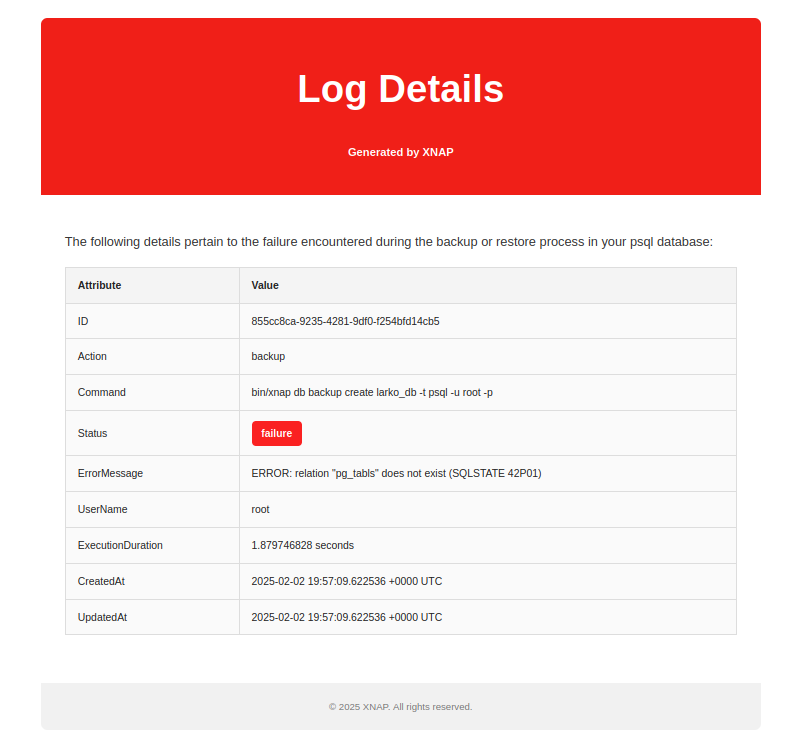 Log Details
Generated by XNAP
The following details pertain to the failure encountered during the backup or restore process in your psql database:
Attribute Value
ID 855cc8ca-9235-4281-9df0-f254bfd14cb5
Action backup
Command bin/xnap db backup create larko_db -t psql -u root -p
Status failure
ErrorMessage ERROR: relation "pg_tabls" does not exist (SQLSTATE 42P01)
UserName root
ExecutionDuration 1.879746828 seconds
CreatedAt 2025-02-02 19:57:09.622536 +0000 UTC
UpdatedAt 2025-02-02 19:57:09.622536 +0000 UTC
© 2025 XNAP. All rights reserved.